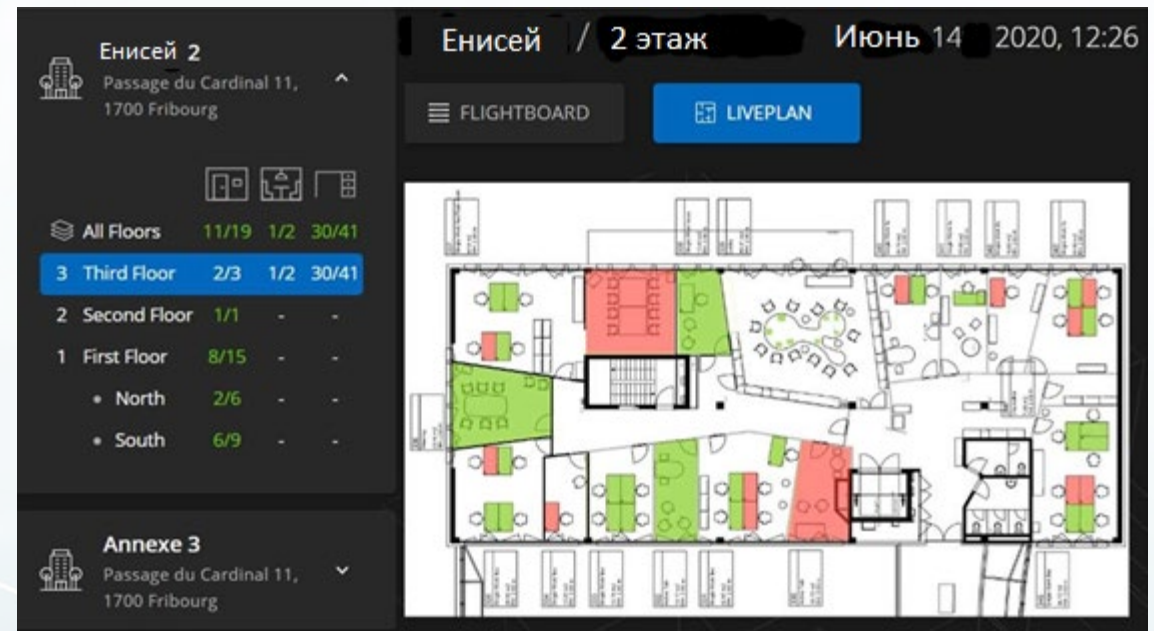 Енисей 2
Passage du Cardinal 11,
1700 Fribourg
All Floors 11/19 1/2 30/41
3 Third Floor 2/3 1/2 30/41
2 Second Floor 1/1 - -
1 First Floor 8/15 - -
• North 2/6 - -
• South 6/9 - -
Annexe 3
Passage du Cardinal 11,
1700 Fribourg
Енисей / 2 этаж Июнь 14 2020, 12:26
FLIGHTBOARD LIVEPLAN